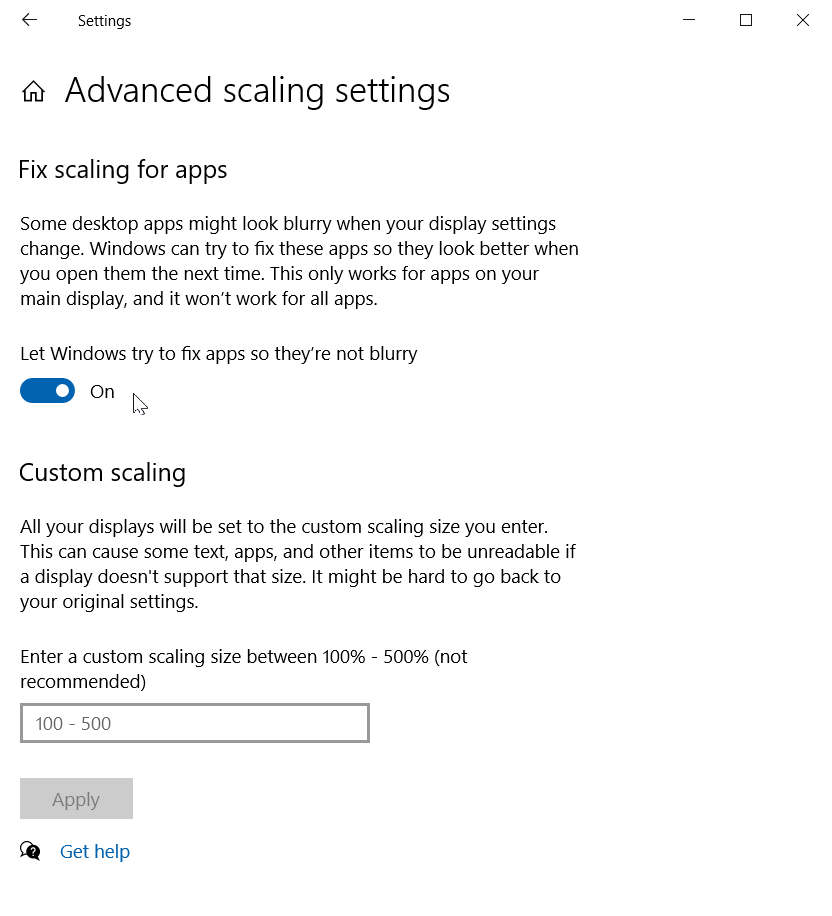 Settings
Advanced scaling settings
Fix scaling for apps
Some desktop apps might look blurry when your display settings
change. Windows can try to fix these apps so they look better when
you open them the next time. This only works for apps on your
main display, and it won’t work for all apps.
Let Windows try to fix apps so they’re not blurry
On
Custom scaling
All your displays will be set to the custom scaling size you enter.
This can cause some text, apps, and other items to be unreadable if
a display doesn't support that size. It might be hard to go back to
your original settings.
Enter a custom scaling size between 100% - 500% (not
recommended)
100 - 500
Apply
Get help